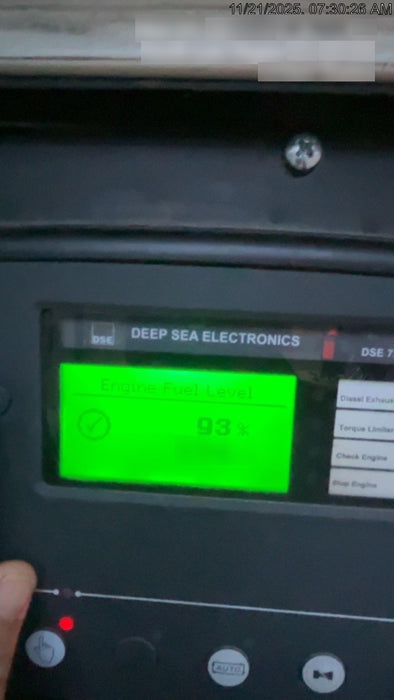 11/21/2025. 07:30:26 AM
DSE
DEEP SEA ELECTRONICS
DSE 7
Engine Fuel Level
93 %
Diesel Exhaus
Torque Limiter
Check Engine
Stop Engine
AUTO